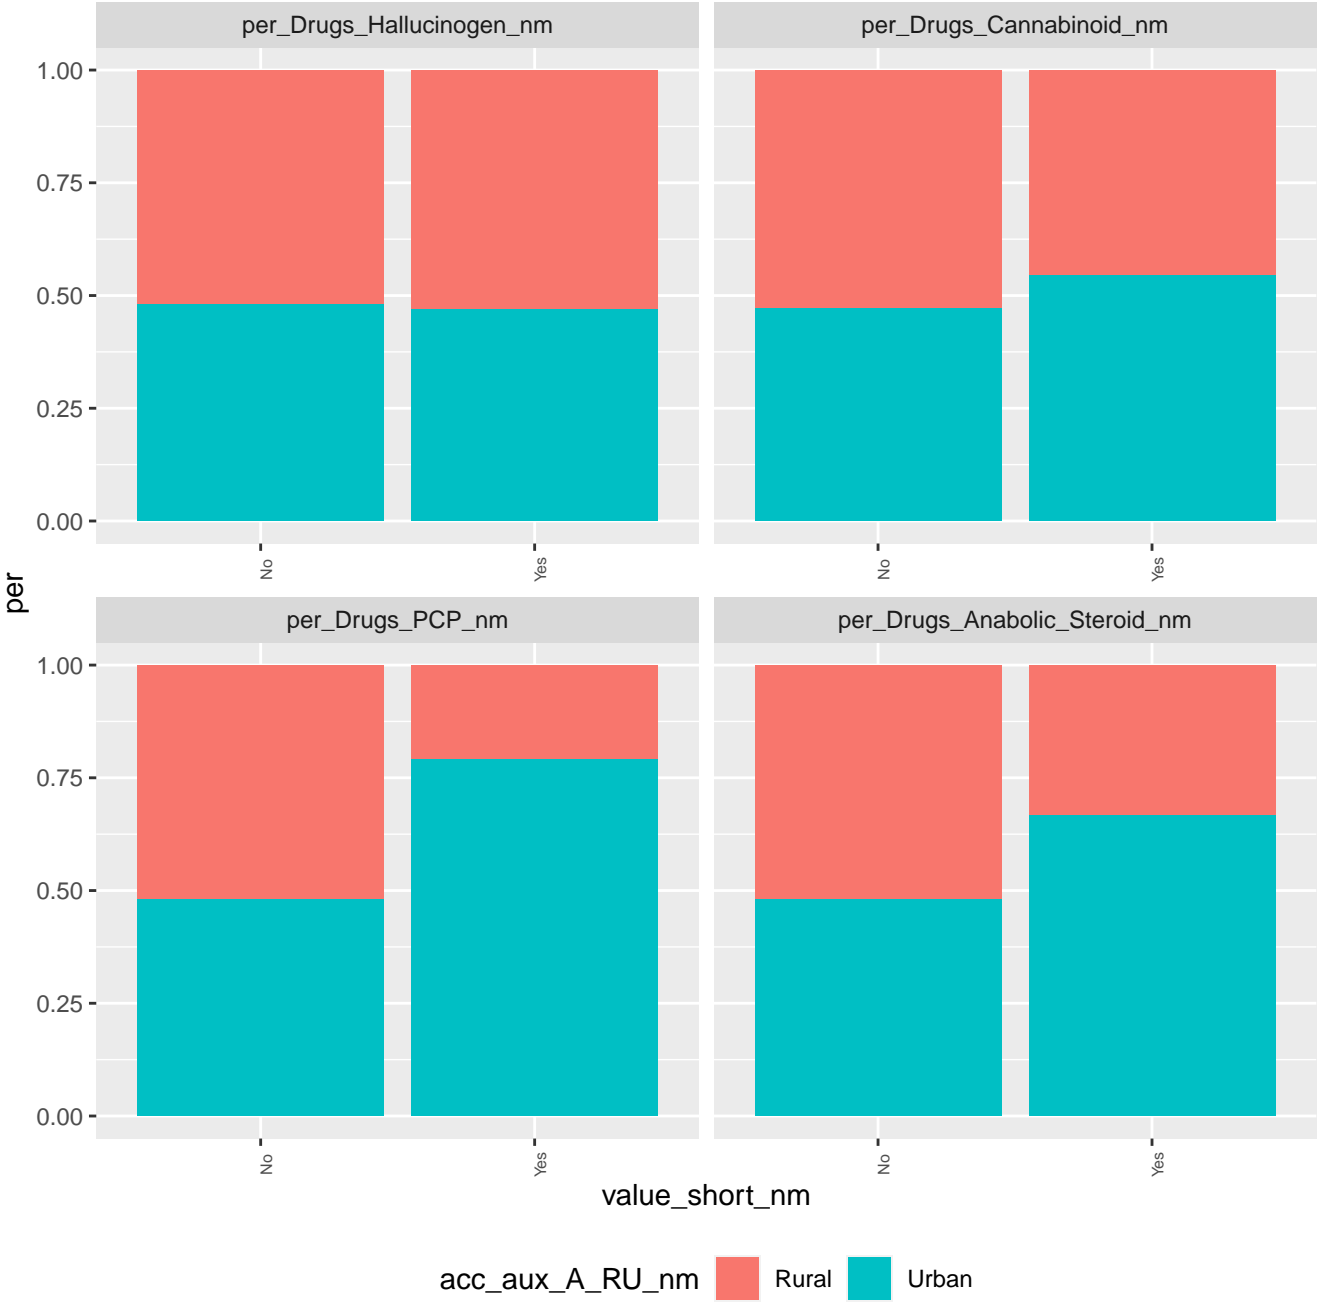 per_Drugs_Hallucinogen_nm
per_Drugs_Cannabinoid_nm
1.00
0.75
0.50
0.25
0.00
No
Yes
No
Yes
per
per_Drugs_PCP_nm
per_Drugs_Anabolic_Steroid_nm
1.00
0.75
0.50
0.25
0.00
No
Yes
No
Yes
value_short_nm
acc_aux_A_RU_nm Rural Urban